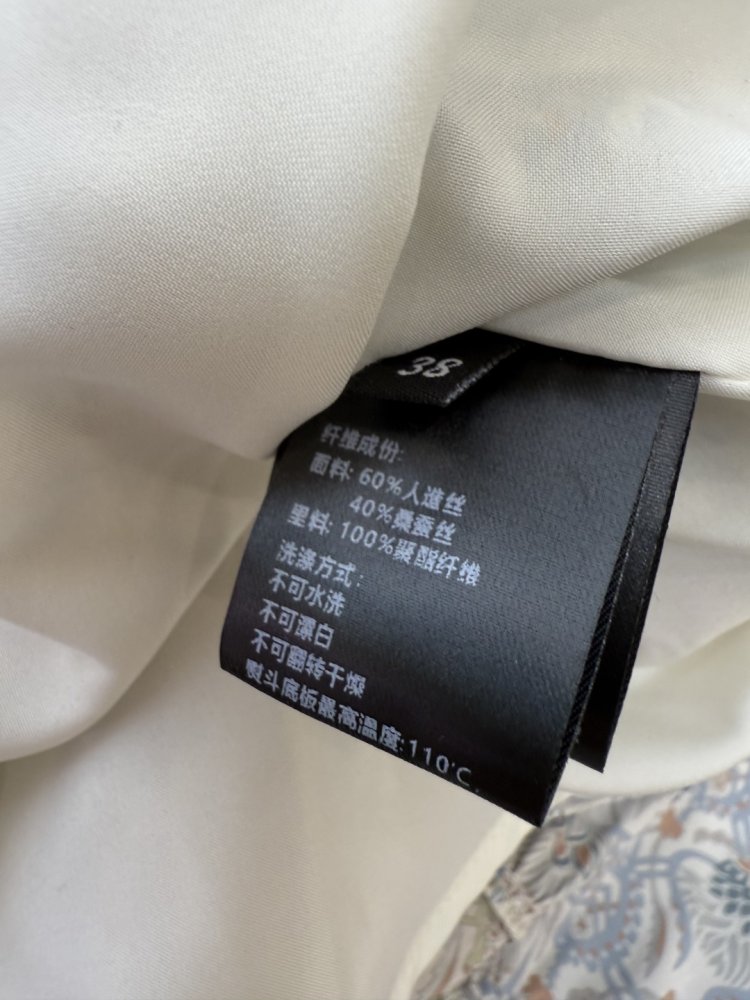 38
纤维成份:
面料: 60%人造丝
40%桑蚕丝
里料: 100%聚酯纤维
洗涤方式:
不可水洗
不可漂白
不可翻转干燥
熨斗底板最高温度:110℃.